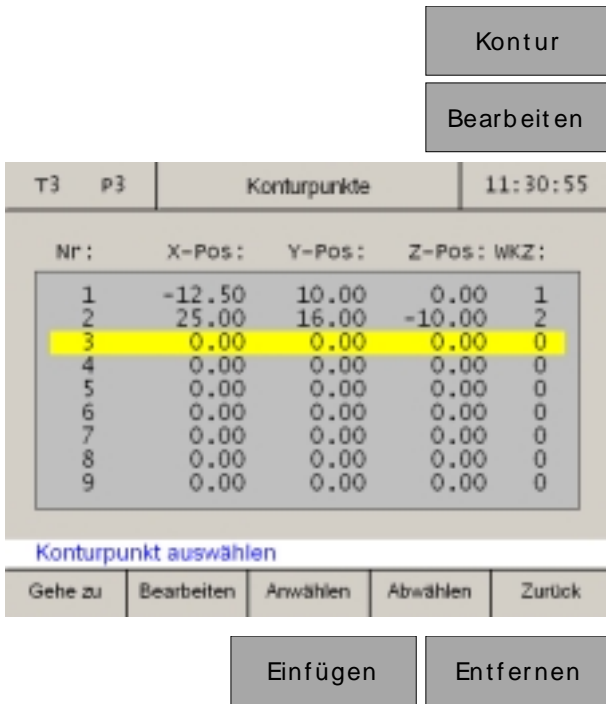 Kontur
Bearbeiten
T3 P3 Konturpunkte 11:30:55
Nr: X-Pos: Y-Pos: Z-Pos: WKZ:
1 -12.50 10.00 0.00 1
2 25.00 16.00 -10.00 2
3 0.00 0.00 0.00 0
4 0.00 0.00 0.00 0
5 0.00 0.00 0.00 0
6 0.00 0.00 0.00 0
7 0.00 0.00 0.00 0
8 0.00 0.00 0.00 0
9 0.00 0.00 0.00 0
Konturpunkt auswählen
Gehe zu Bearbeiten Anwählen Abwählen Zurück
Einfügen Entfernen